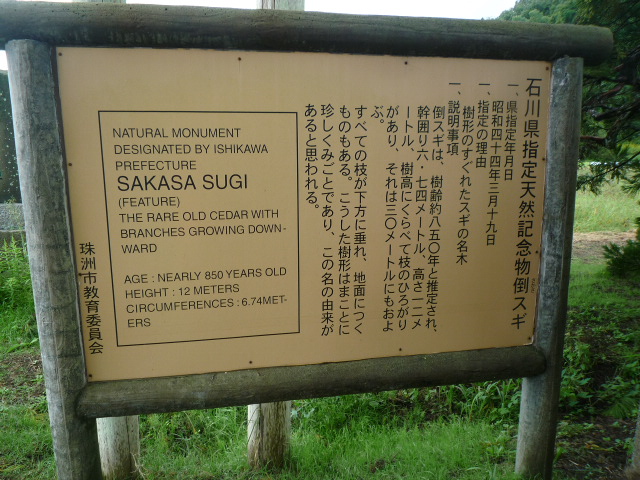 石川県指定天然記念物倒スギ
一、県指定年月日
昭和四十四年三月十九日
一、指定の理由
樹形のすぐれたスギの名木
一、説明事項
倒スギは、樹齢約八五〇年と推定され、
幹囲り六・七四メートル、高さ一二メ
ートル、樹高にくらべて枝のひろがり
があり、それは三〇メートルにもおよ
ぶ。
すべての枝が下方に垂れ、地面につく
ものもある。こうした樹形はまことに
珍しくみごとであり、この名の由来が
あると思われる。
NATURAL MONUMENT
DESIGNATED BY ISHIKAWA
PREFECTURE
SAKASA SUGI
(FEATURE)
THE RARE OLD CEDAR WITH
BRANCHES GROWING DOWN-
WARD
AGE : NEARLY 850 YEARS OLD
HEIGHT : 12 METERS
CIRCUMFERENCES : 6.74MET-
ERS
珠洲市教育委員会